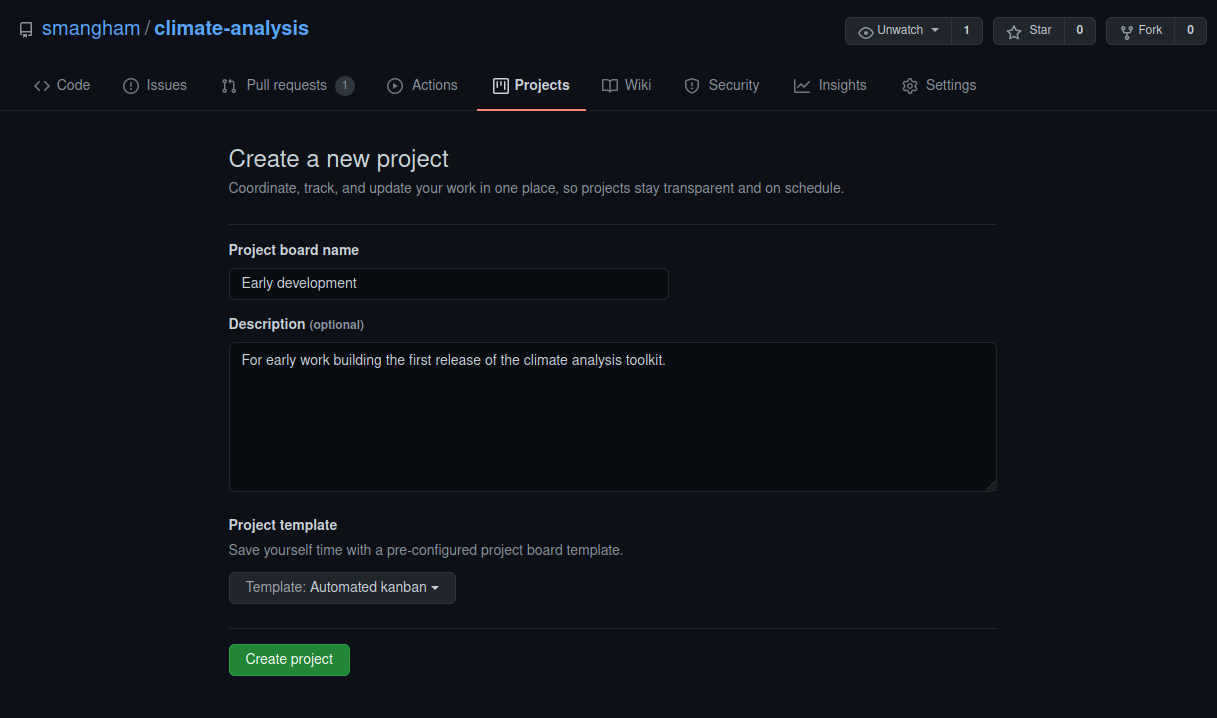 smangham / climate-analysis
Unwatch 1 Star 0 Fork 0
Code Issues Pull requests 1 Actions Projects Wiki Security Insights Settings
Create a new project
Coordinate, track, and update your work in one place, so projects stay transparent and on schedule.
Project board name
Early development
Description (optional)
For early work building the first release of the climate analysis toolkit.
Project template
Save yourself time with a pre-configured project board template.
Template: Automated kanban
Create project